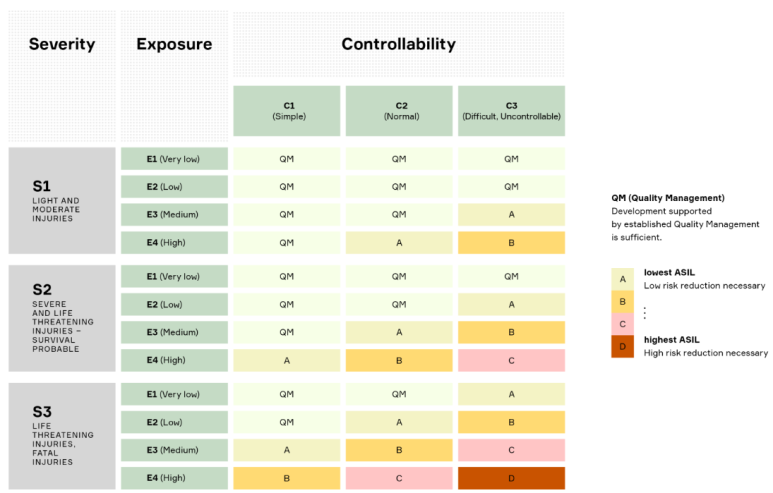 Severity Exposure Controllability
C1 C2 C3
(Simple) (Normal) (Difficult, Uncontrollable)
S1
LIGHT AND
MODERATE
INJURIES
E1 (Very low) QM QM QM
E2 (Low) QM QM QM
E3 (Medium) QM QM A
E4 (High) QM A B
S2
SEVERE
AND LIFE
THREATENING
INJURIES –
SURVIVAL
PROBABLE
E1 (Very low) QM QM QM
E2 (Low) QM QM A
E3 (Medium) QM A B
E4 (High) A B C
S3
LIFE
THREATENING
INJURIES,
FATAL
INJURIES
E1 (Very low) QM QM A
E2 (Low) QM A B
E3 (Medium) A B C
E4 (High) B C D
QM (Quality Management)
Development supported
by established Quality Management
is sufficient.
A lowest ASIL
Low risk reduction necessary
B
C
D highest ASIL
High risk reduction necessary